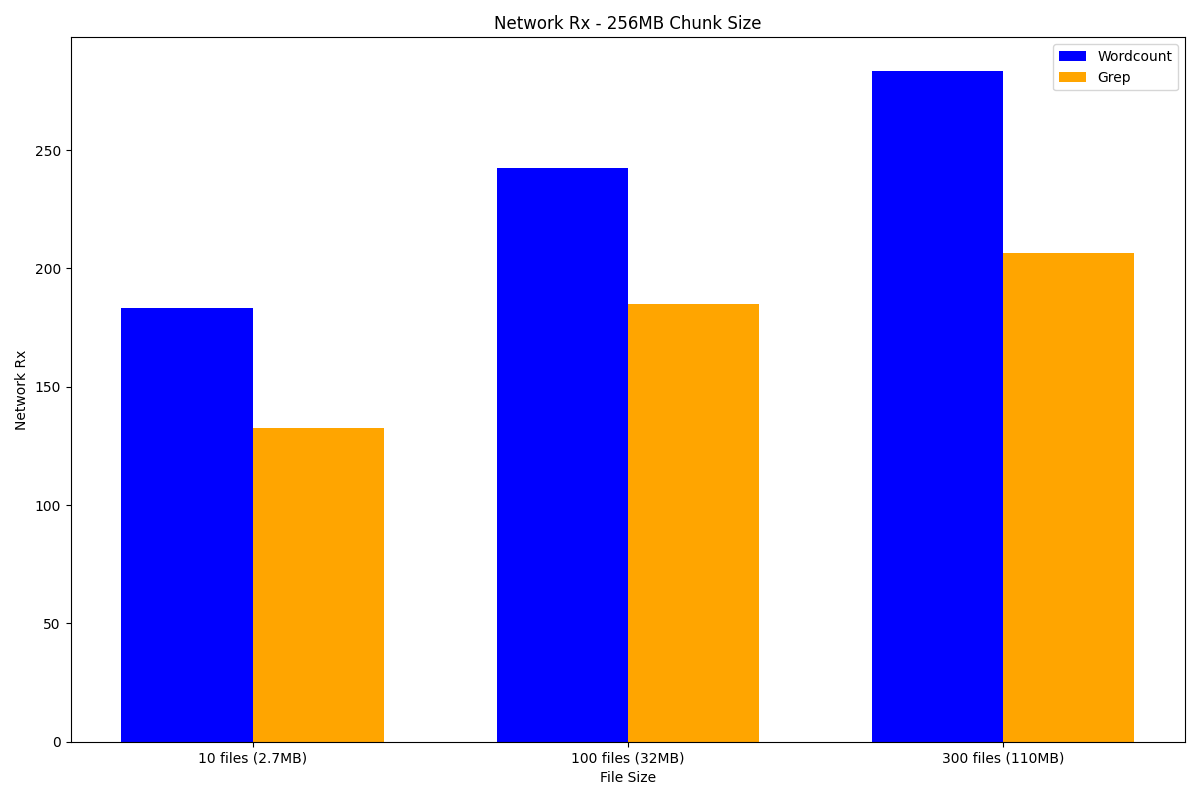 Network Rx - 256MB Chunk Size
Wordcount
Grep
Network Rx
250
200
150
100
50
0
10 files (2.7MB)
100 files (32MB)
300 files (110MB)
File Size